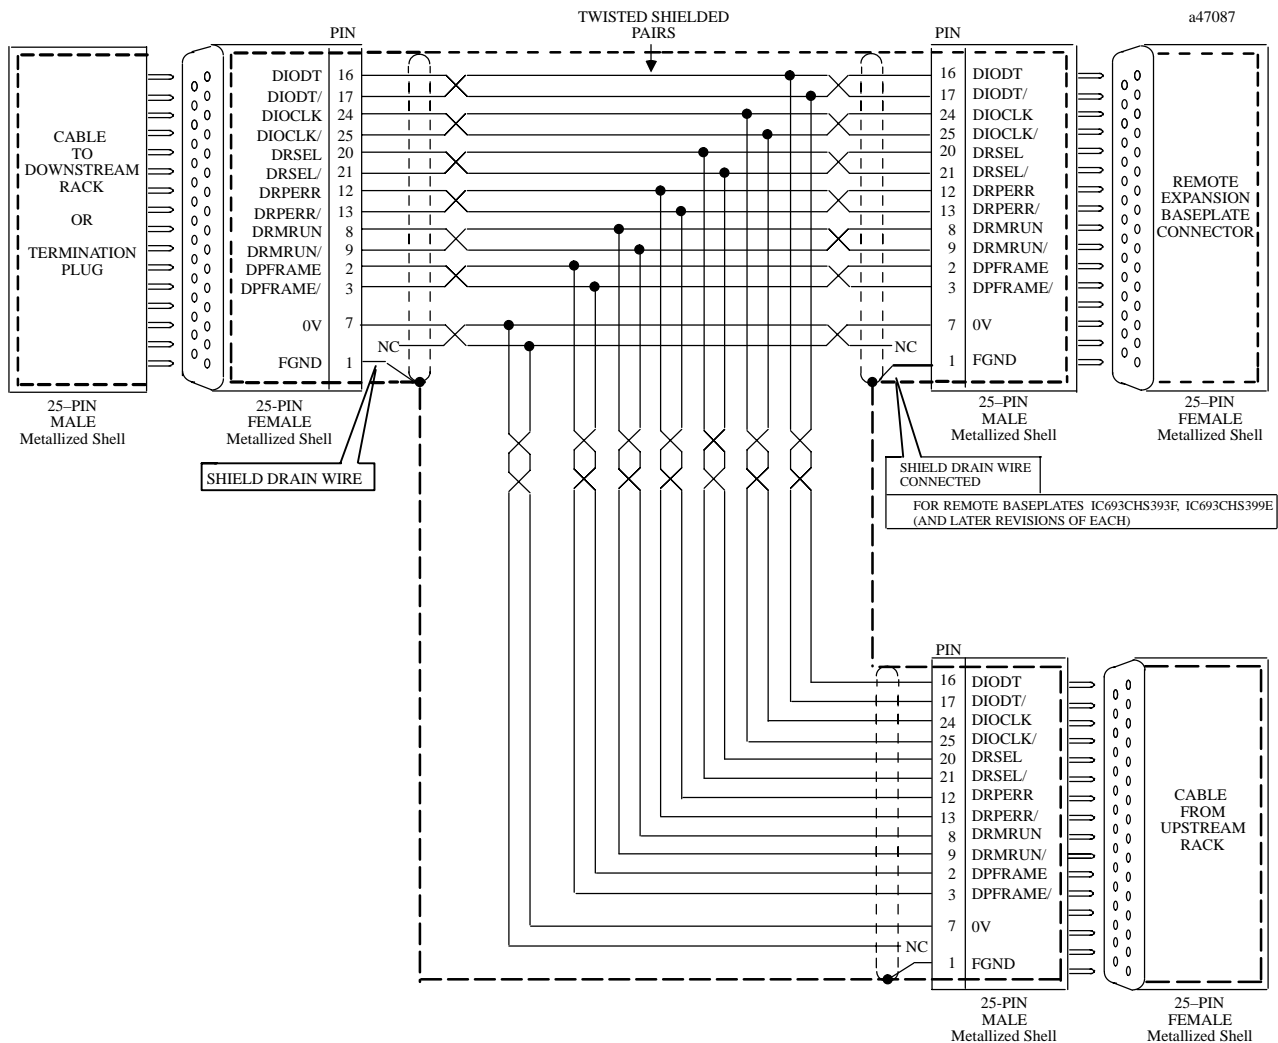 TWISTED SHIELDED
PAIRS
a47087
PIN
PIN
CABLE
TO
DOWNSTREAM
RACK
OR
TERMINATION
PLUG
DIODT 16
DIODT/ 17
DIOCLK 24
DIOCLK/ 25
DRSEL 20
DRSEL/ 21
DRPERR 12
DRPERR/ 13
DRMRUN 8
DRMRUN/ 9
DPFRAME 2
DPFRAME/ 3
0V 7
NC
FGND 1
16 DIODT
17 DIODT/
24 DIOCLK
25 DIOCLK/
20 DRSEL
21 DRSEL/
12 DRPERR
13 DRPERR/
8 DRMRUN
9 DRMRUN/
2 DPFRAME
3 DPFRAME/
7 0V
NC
1 FGND
REMOTE
EXPANSION
BASEPLATE
CONNECTOR
25–PIN
MALE
Metallized Shell
25-PIN
FEMALE
Metallized Shell
25–PIN
MALE
Metallized Shell
25–PIN
FEMALE
Metallized Shell
SHIELD DRAIN WIRE
SHIELD DRAIN WIRE
CONNECTED
FOR REMOTE BASEPLATES IC693CHS393F, IC693CHS399E
(AND LATER REVISIONS OF EACH)
PIN
16 DIODT
17 DIODT/
24 DIOCLK
25 DIOCLK/
20 DRSEL
21 DRSEL/
12 DRPERR
13 DRPERR/
8 DRMRUN
9 DRMRUN/
2 DPFRAME
3 DPFRAME/
7 0V
NC
1 FGND
CABLE
FROM
UPSTREAM
RACK
25-PIN
MALE
Metallized Shell
25–PIN
FEMALE
Metallized Shell